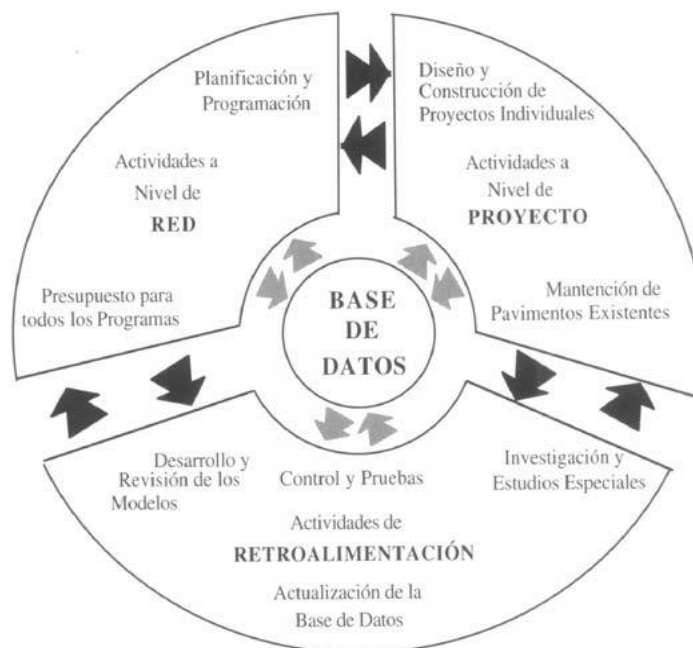 Planificación y
Programación
Actividades a
Nivel de
RED
Presupuesto para
todos los Programas
Diseño y
Construcción de
Proyectos Individuales
Actividades a
Nivel de
PROYECTO
Mantención de
Pavimentos Existentes
BASE
DE
DATOS
Desarrollo y
Revisión de los
Modelos
Control y Pruebas
Investigación y
Estudios Especiales
Actividades de
RETROALIMENTACIÓN
Actualización de la
Base de Datos